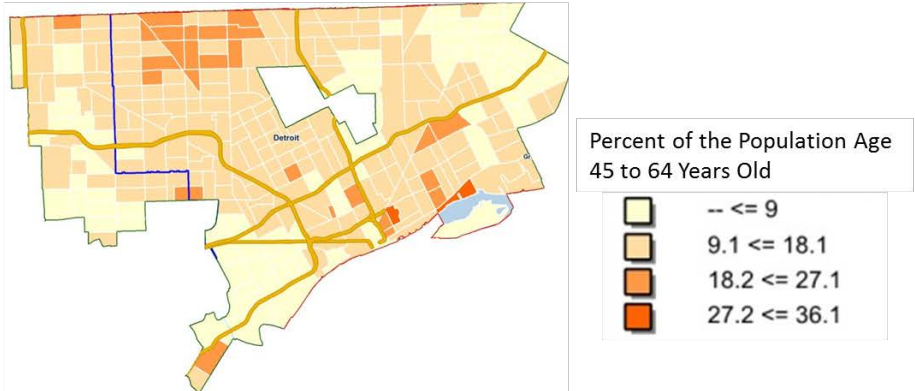 Detroit
G
Percent of the Population Age
45 to 64 Years Old
-- <= 9
9.1 <= 18.1
18.2 <= 27.1
27.2 <= 36.1